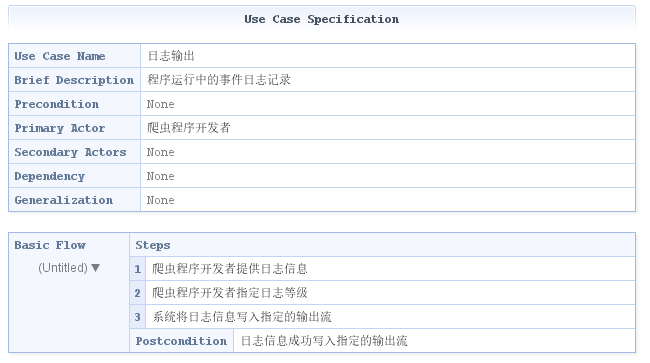 Use Case Specification
Use Case Name 日志输出
Brief Description 程序运行中的事件日志记录
Precondition None
Primary Actor 爬虫程序开发者
Secondary Actors None
Dependency None
Generalization None
Basic Flow Steps
(Untitled) ▼
1 爬虫程序开发者提供日志信息
2 爬虫程序开发者指定日志等级
3 系统将日志信息写入指定的输出流
Postcondition 日志信息成功写入指定的输出流